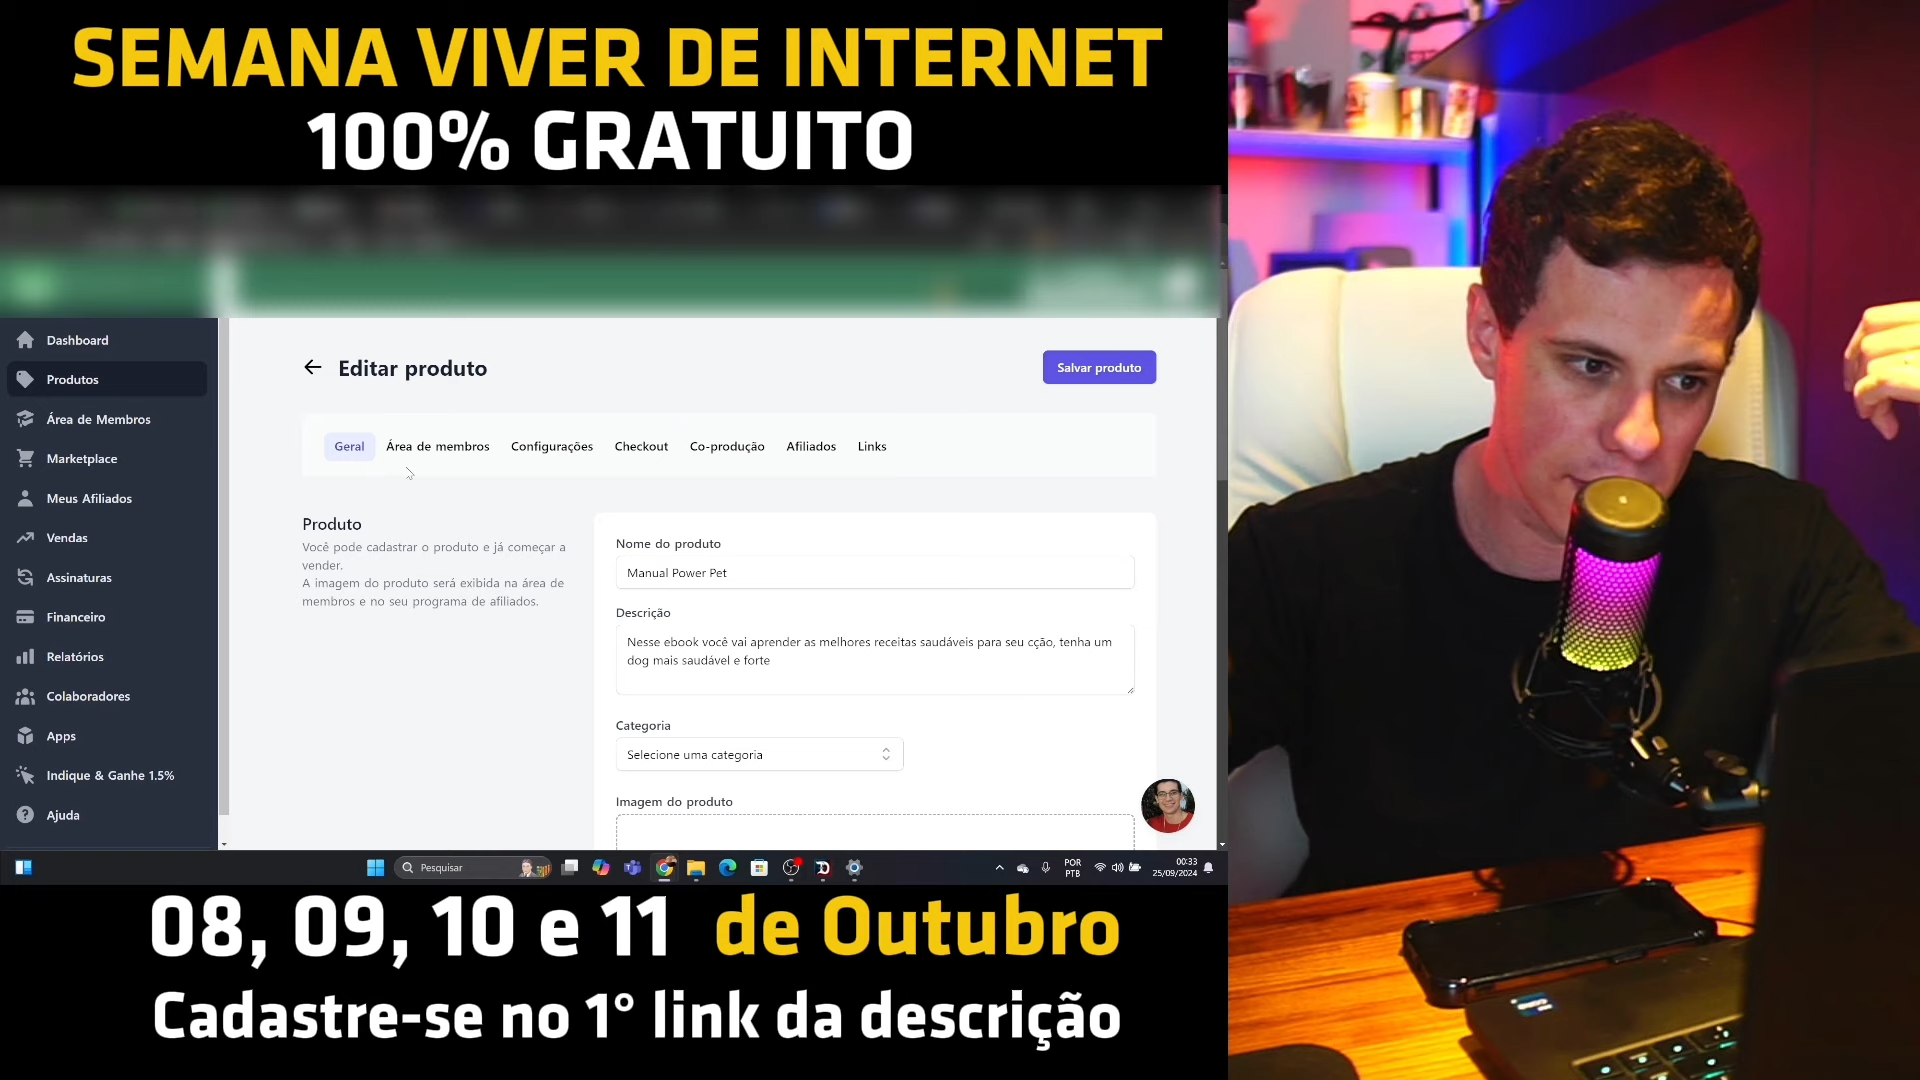 SEMANA VIVER DE INTERNET
100% GRATUITO
Dashboard
Produtos
Área de Membros
Marketplace
Meus Afiliados
Vendas
Assinaturas
Financeiro
Relatórios
Colaboradores
Apps
Indique & Ganhe 1.5%
Ajuda
Editar produto
Salvar produto
Geral Área de membros Configurações Checkout Co-produção Afiliados Links
Produto
Você pode cadastrar o produto e já começar a
vender.
A imagem do produto será exibida na área de
membros e no seu programa de afiliados.
Nome do produto
Manual Power Pet
Descrição
Nesse ebook você vai aprender as melhores receitas saudáveis para seu cção, tenha um
dog mais saudável e forte
Categoria
Selecione uma categoria
Imagem do produto
Pesquisar
POR
PTB
00:33
25/09/2024
08, 09, 10 e 11 de Outubro
Cadastre-se no 1° link da descrição